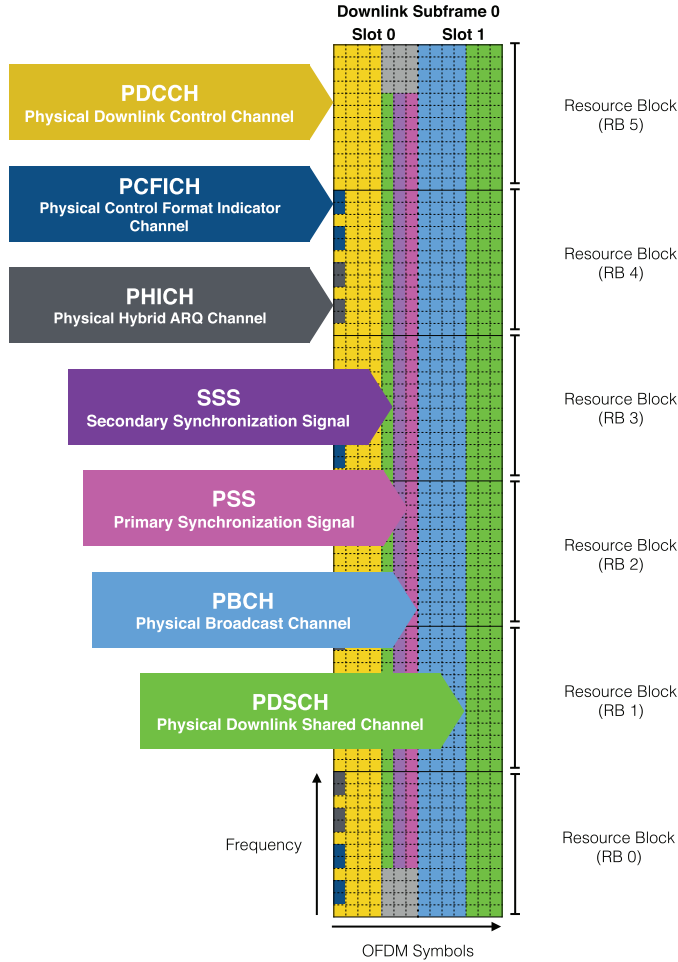 Downlink Subframe 0
Slot 0
Slot 1
PDCCH
Physical Downlink Control Channel
Resource Block
(RB 5)
PCFICH
Physical Control Format Indicator
Channel
Resource Block
(RB 4)
PHICH
Physical Hybrid ARQ Channel
SSS
Secondary Synchronization Signal
Resource Block
(RB 3)
PSS
Primary Synchronization Signal
Resource Block
(RB 2)
PBCH
Physical Broadcast Channel
PDSCH
Physical Downlink Shared Channel
Resource Block
(RB 1)
Frequency
Resource Block
(RB 0)
OFDM Symbols